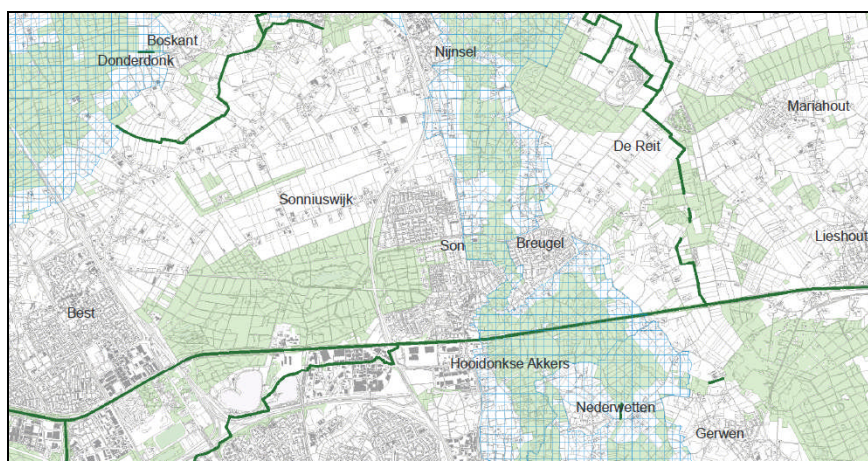 Boskant
Nijnsel
Donderdonk
Mariahout
De Reit
Sonniuswijk
Lieshout
Son
Breugel
Best
Hooidonkse Akkers
Nederwetten
Gerwen